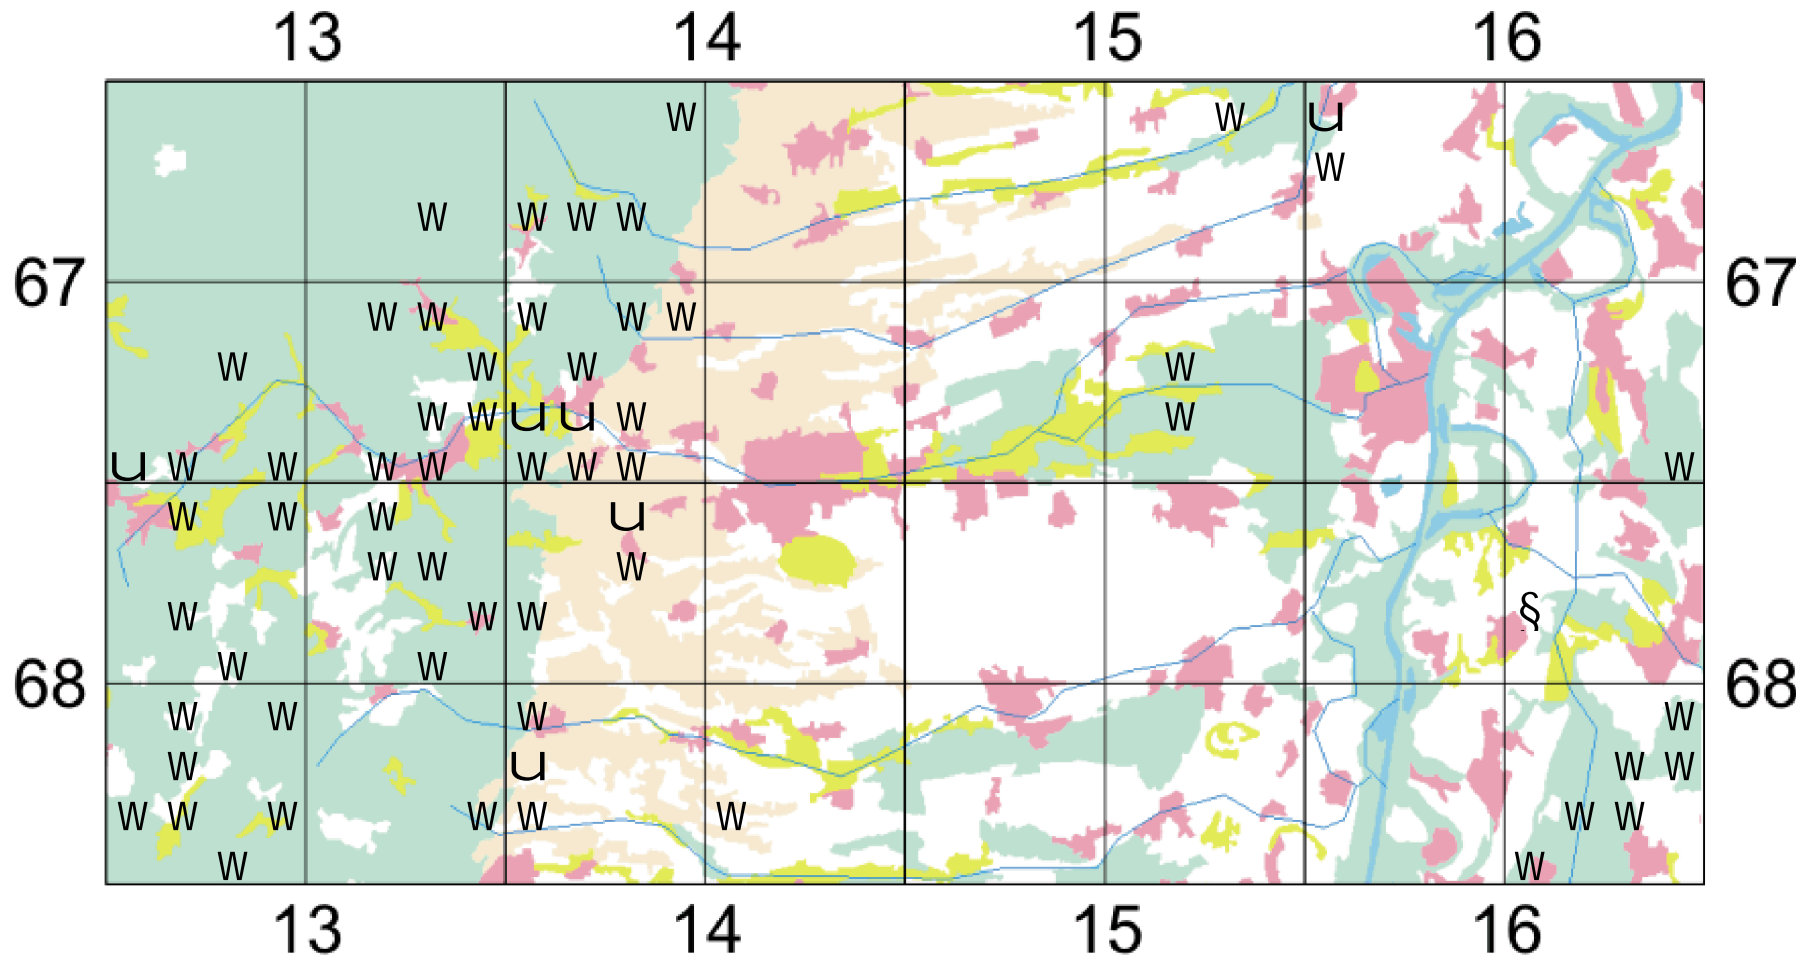 13 14 15 16
W W u
W
W W W W
67 67
W W W W W
W W W W
W W u u W
u W W W W W W W W
W W W u
W W W
W W W §
W W
68 68
W W W W
W u W W
W W W W W W W W
W W
13 14 15 16